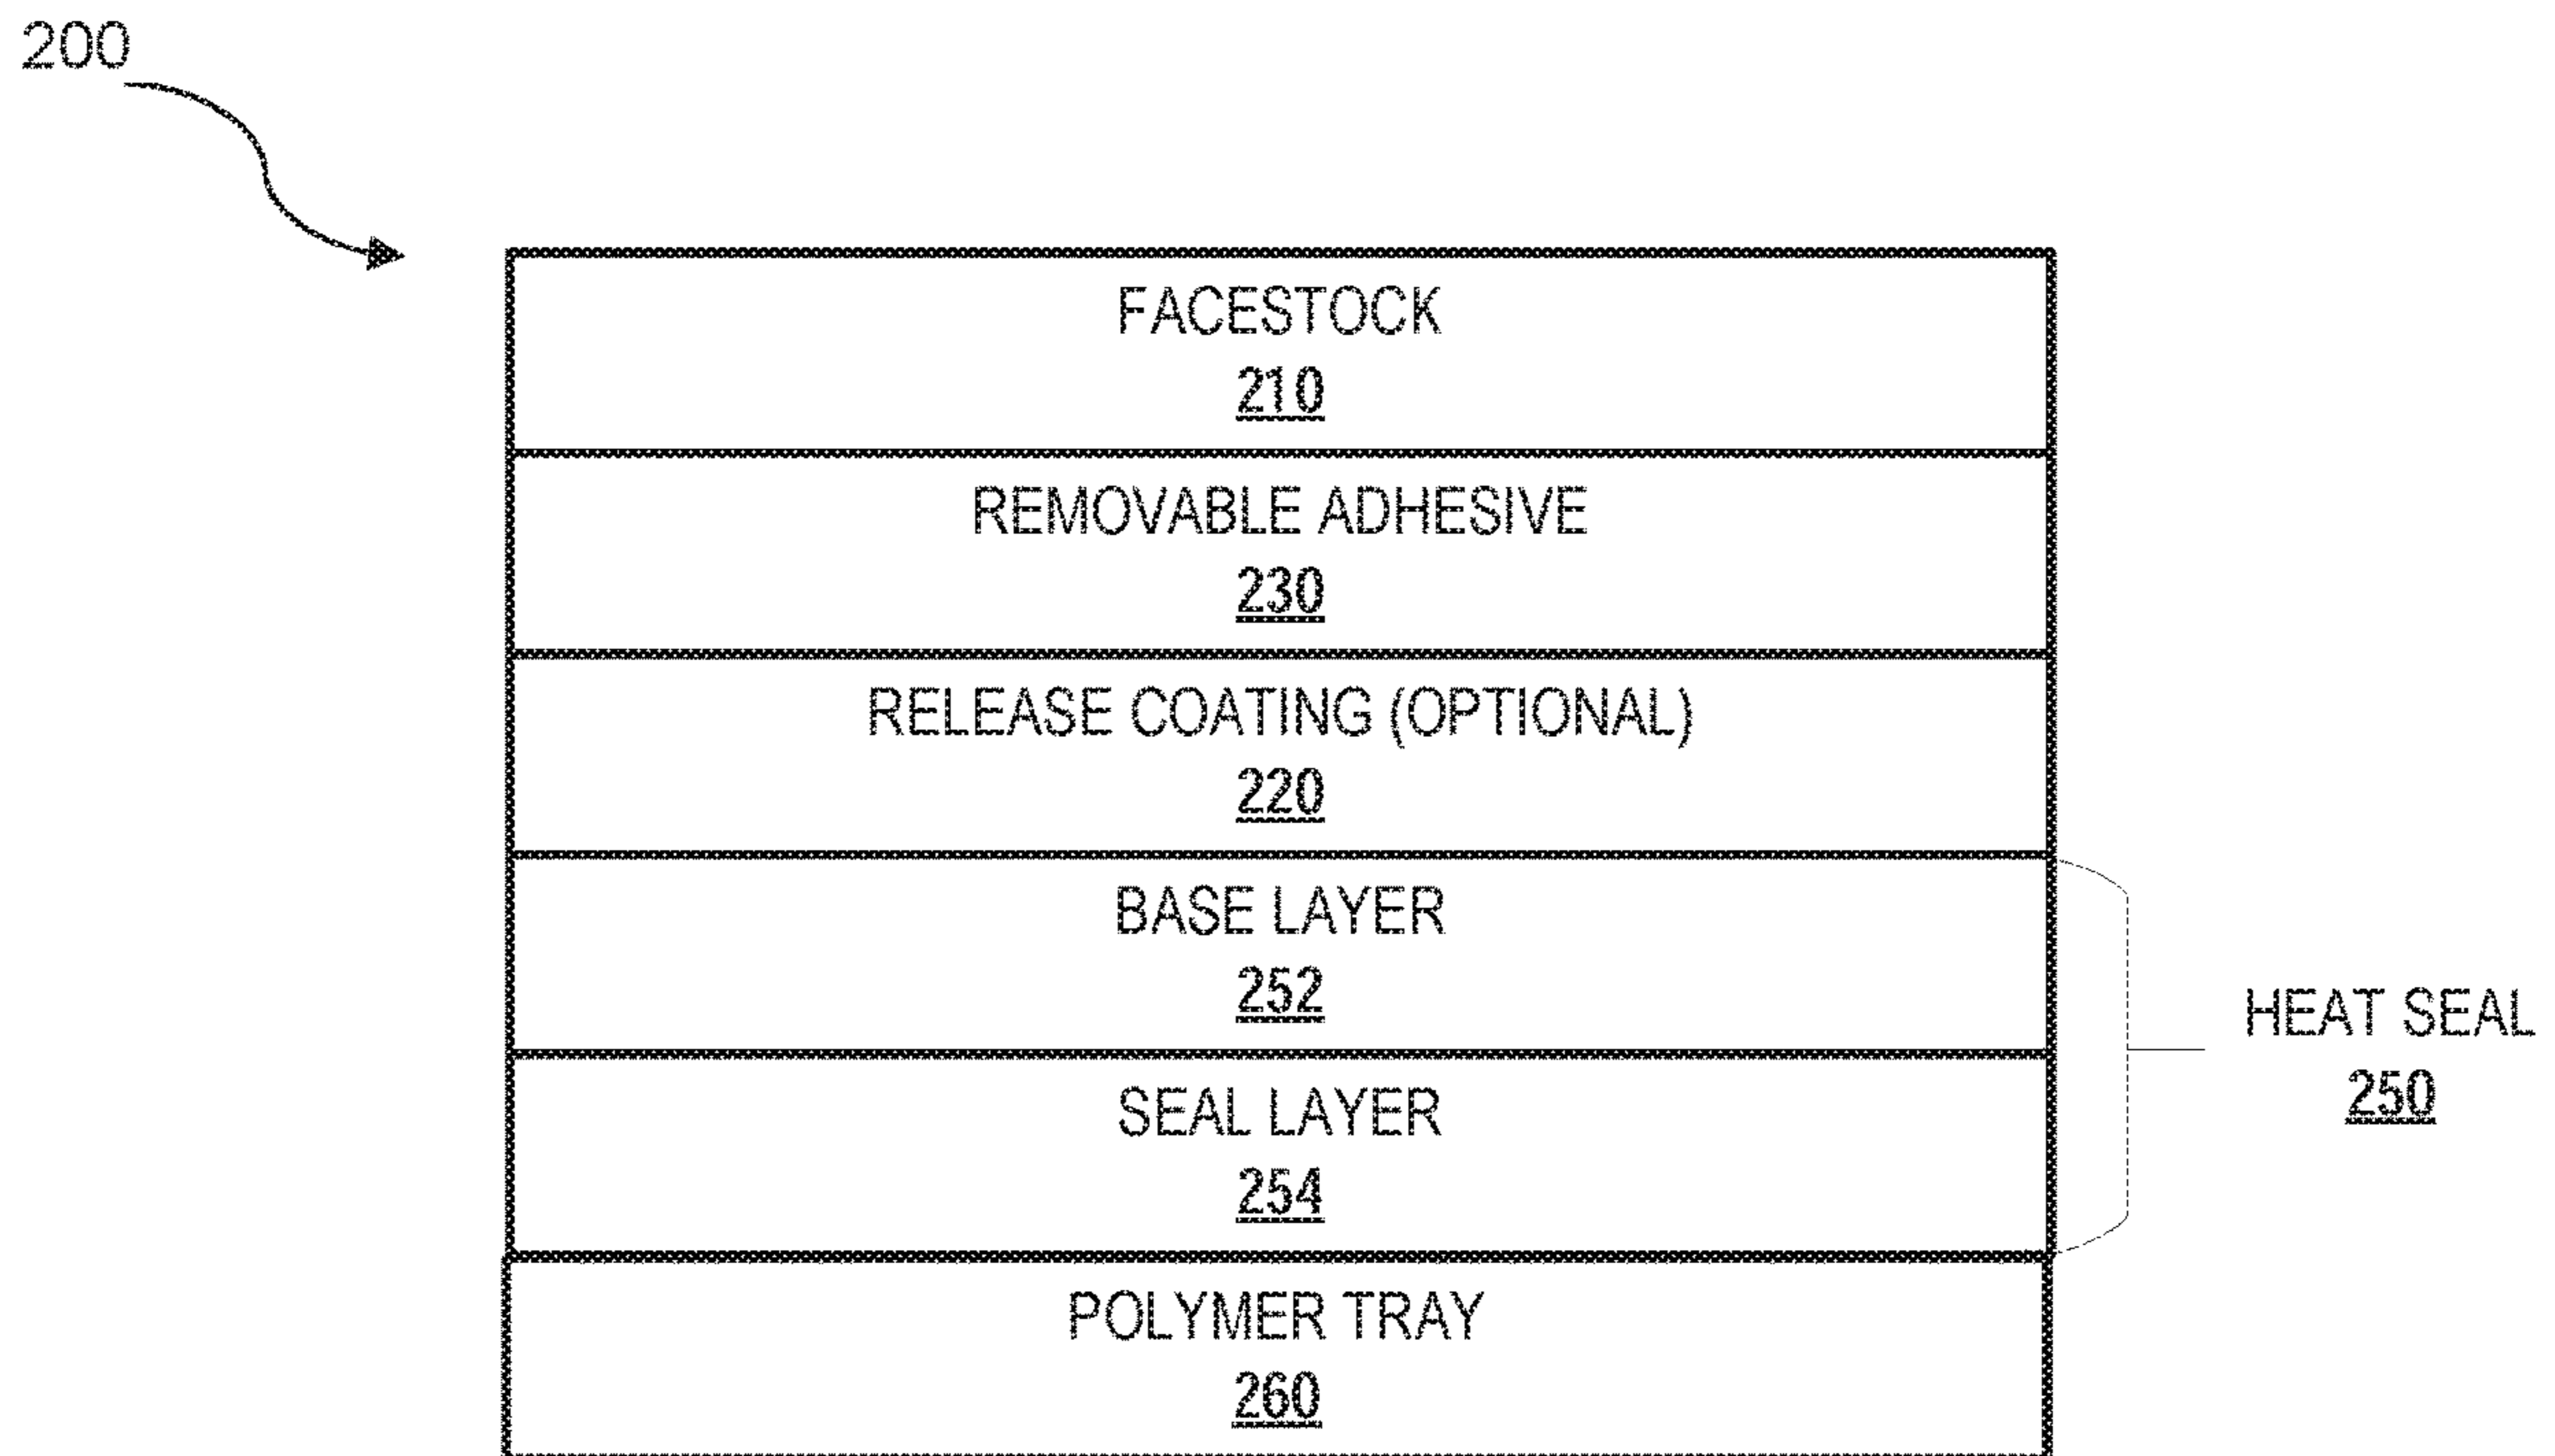 200
FACESTOCK
210
REMOVABLE ADHESIVE
230
RELEASE COATING (OPTIONAL)
220
BASE LAYER
252
HEAT SEAL
250
SEAL LAYER
254
POLYMER TRAY
260